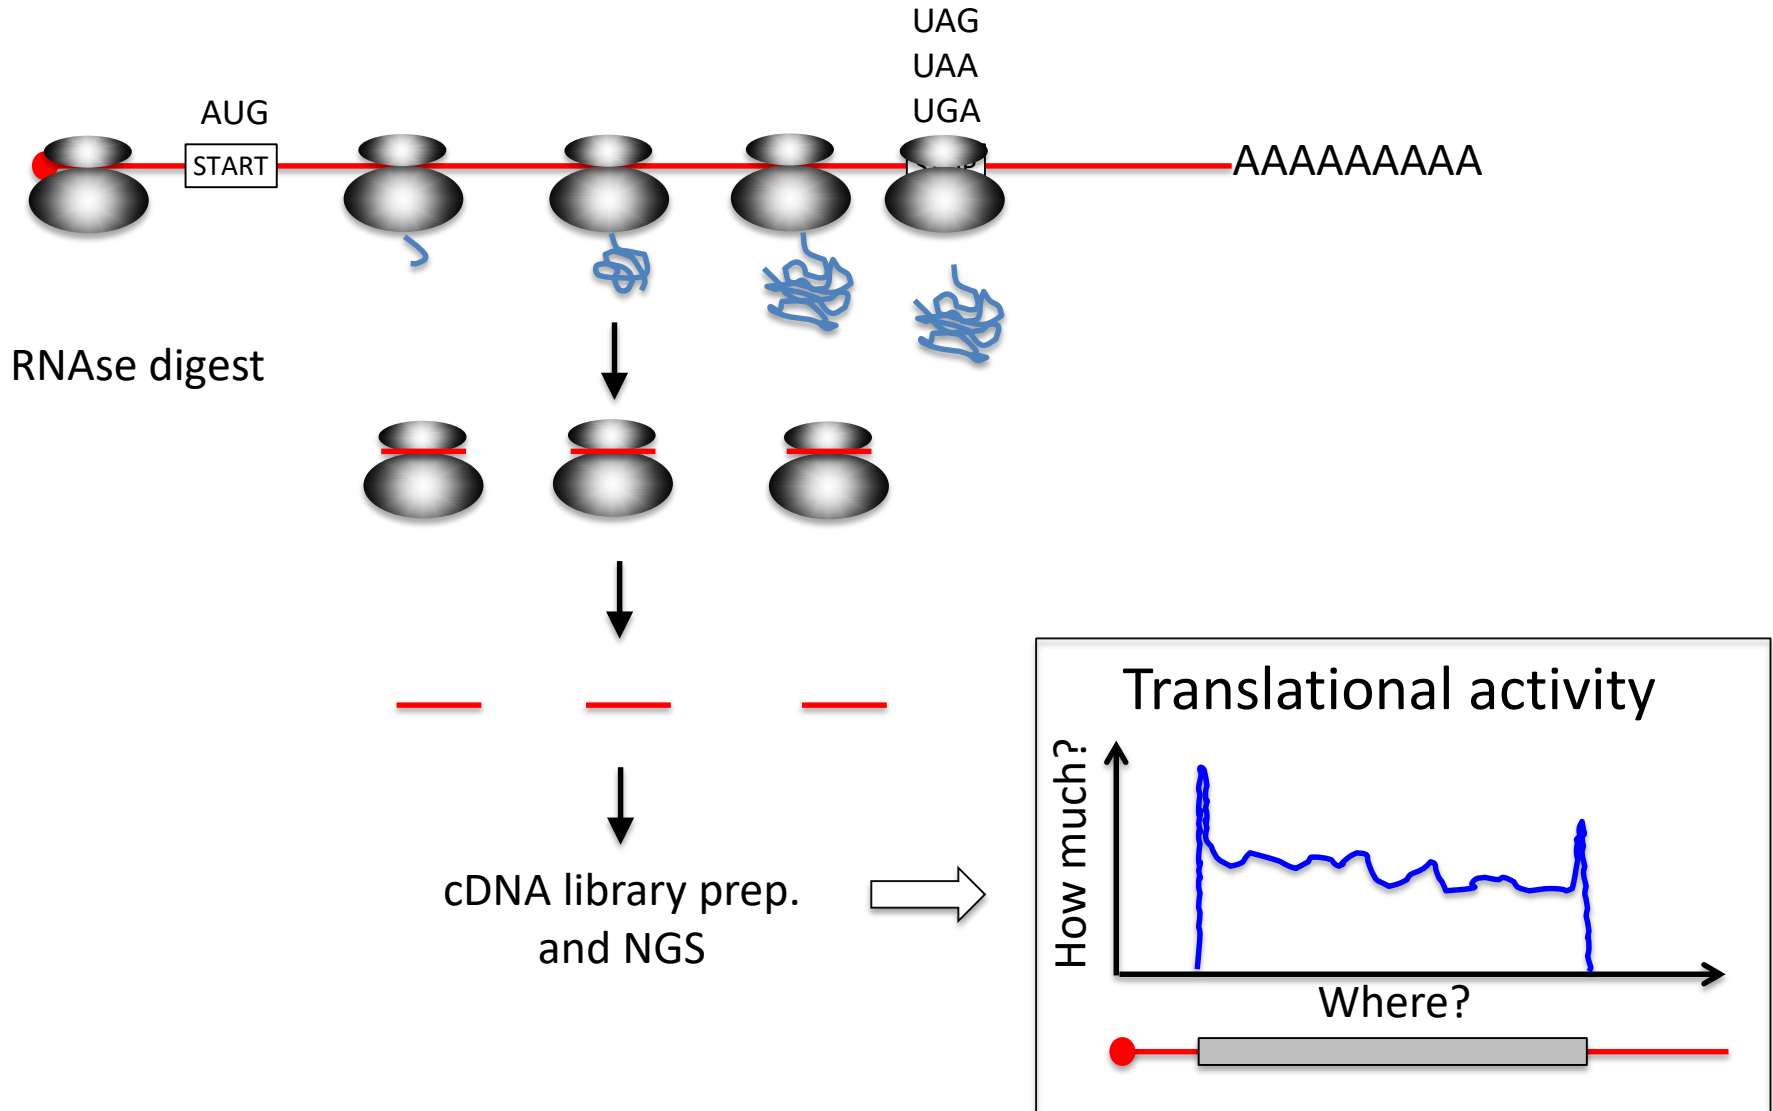 UAG
UAA
UGA
AUG
START
AAAAAAAAA
RNAse digest
cDNA library prep.
and NGS
Translational activity
How much?
Where?